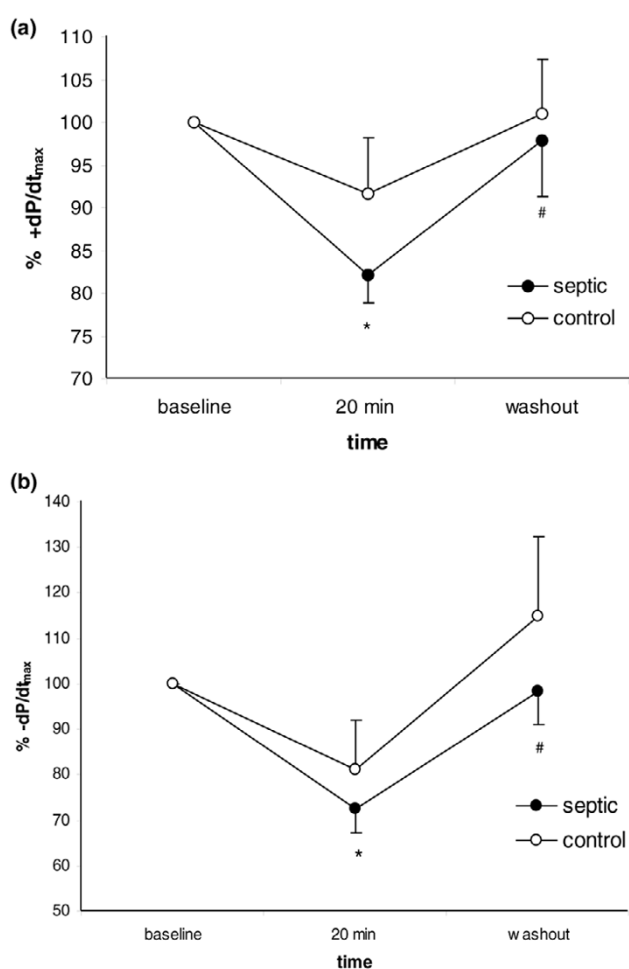 (a)
110
105
100
95
90
85
80
75
70
% +dP/dtmax
*
#
septic
control
baseline 20 min washout
time
(b)
140
130
120
110
100
90
80
70
60
50
% -dP/dtmax
*
#
septic
control
baseline 20 min washout
time